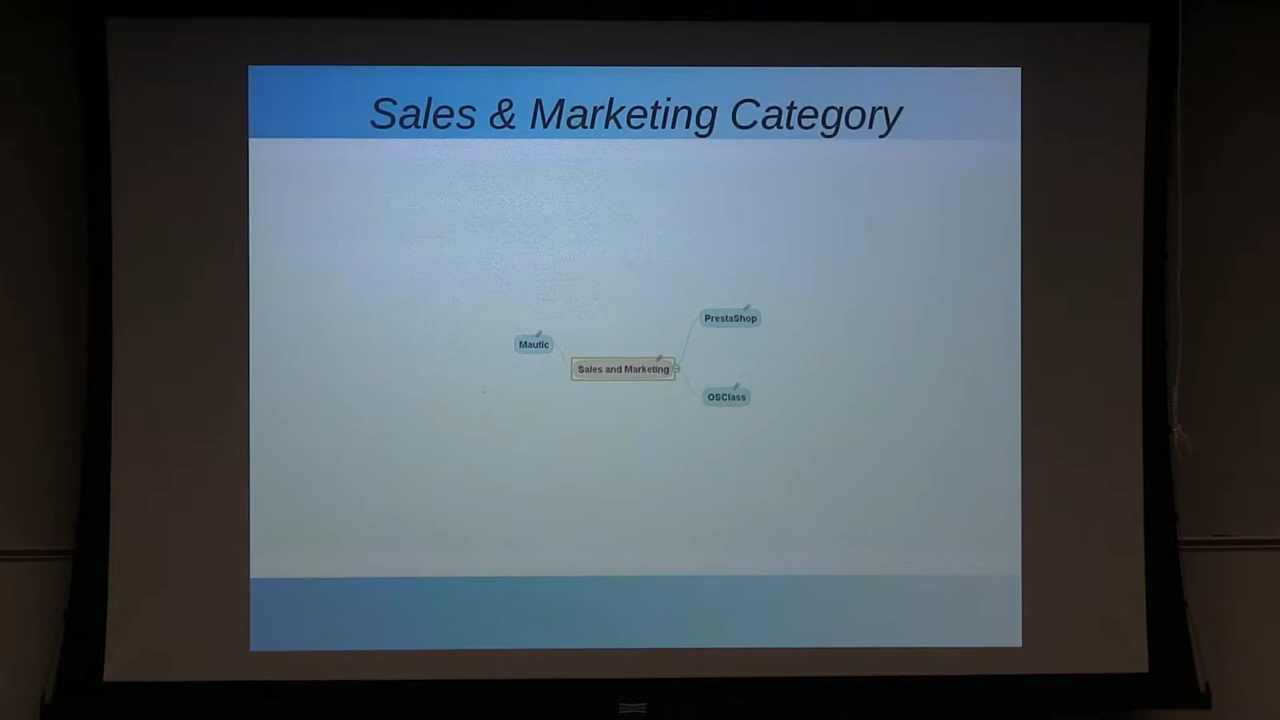 Sales & Marketing Category
PrestaShop
Mautic
Sales and Marketing
OSClass